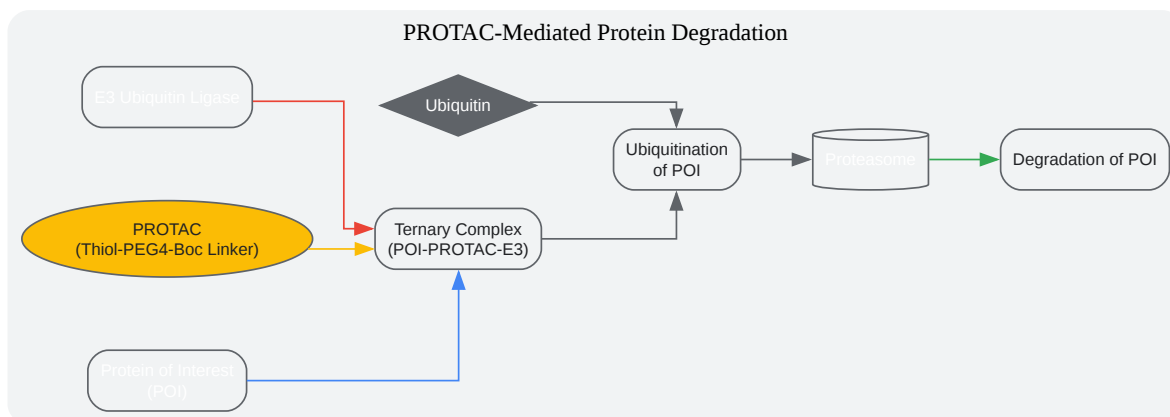 PROTAC-Mediated Protein Degradation
E3 Ubiquitin Ligase
Ubiquitin
Ubiquitination
of POI
Proteasome
Degradation of POI
PROTAC
(Thiol-PEG4-Boc Linker)
Ternary Complex
(POI-PROTAC-E3)
Protein of Interest
(POI)